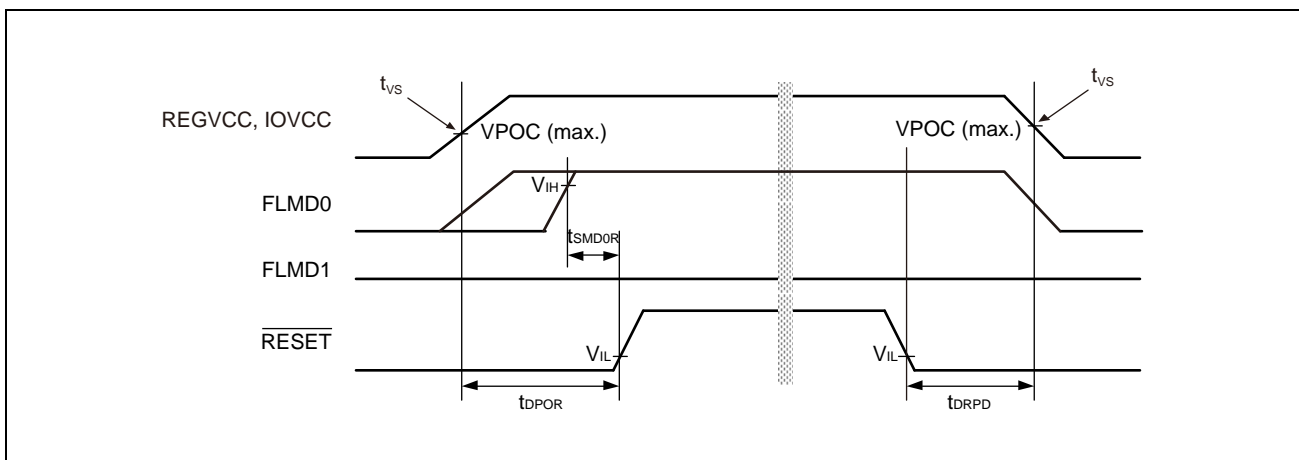 tVS
tVS
REGVCC, IOVCC
VPOC (max.)
VPOC (max.)
VIH
FLMD0
tSMD0R
FLMD1
RESET
VIL
VIL
tDPOR
tDRPD